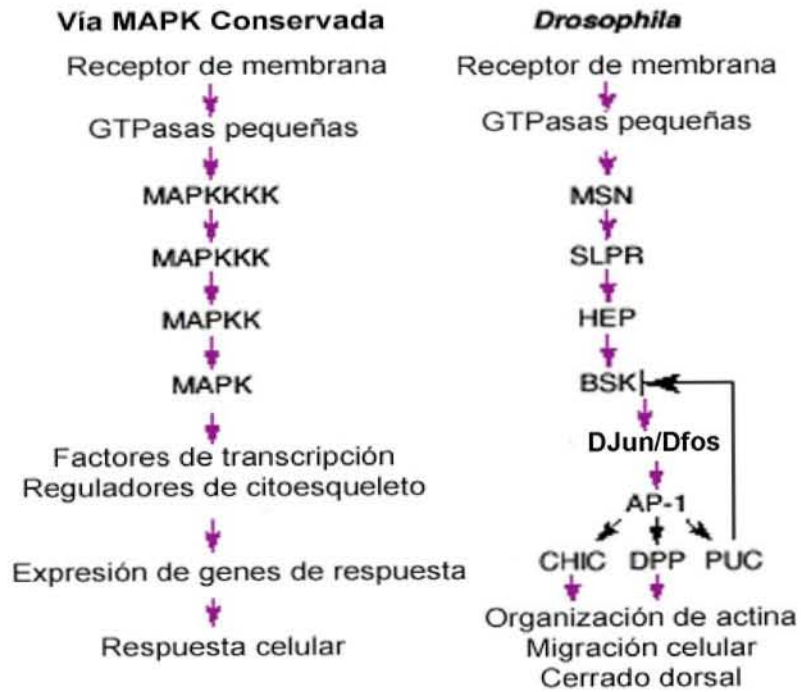 Vía MAPK Conservada
Receptor de membrana
GTPasas pequeñas
MAPKKKK
MAPKKK
MAPKK
MAPK
Factores de transcripción
Reguladores de citoesqueleto
Expresión de genes de respuesta
Respuesta celular
Drosophila
Receptor de membrana
GTPasas pequeñas
MSN
SLPR
HEP
BSK
DJun/Dfos
AP-1
CHIC DPP PUC
Organización de actina
Migración celular
Cerrado dorsal